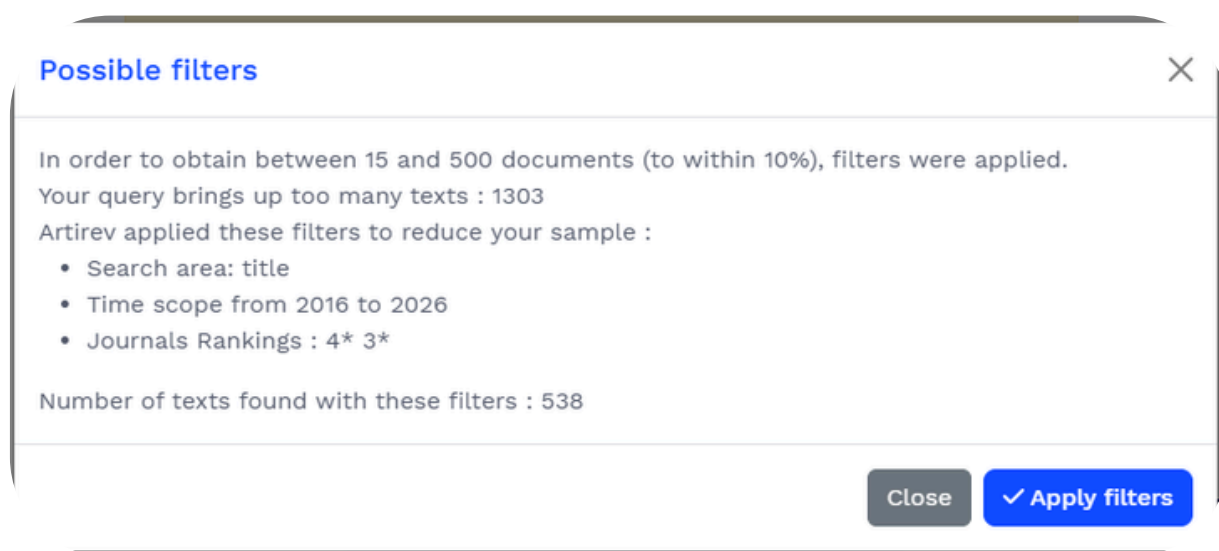 Possible filters
In order to obtain between 15 and 500 documents (to within 10%), filters were applied.
Your query brings up too many texts : 1303
Artirev applied these filters to reduce your sample :
• Search area: title
• Time scope from 2016 to 2026
• Journals Rankings : 4* 3*
Number of texts found with these filters : 538
Close
✓ Apply filters